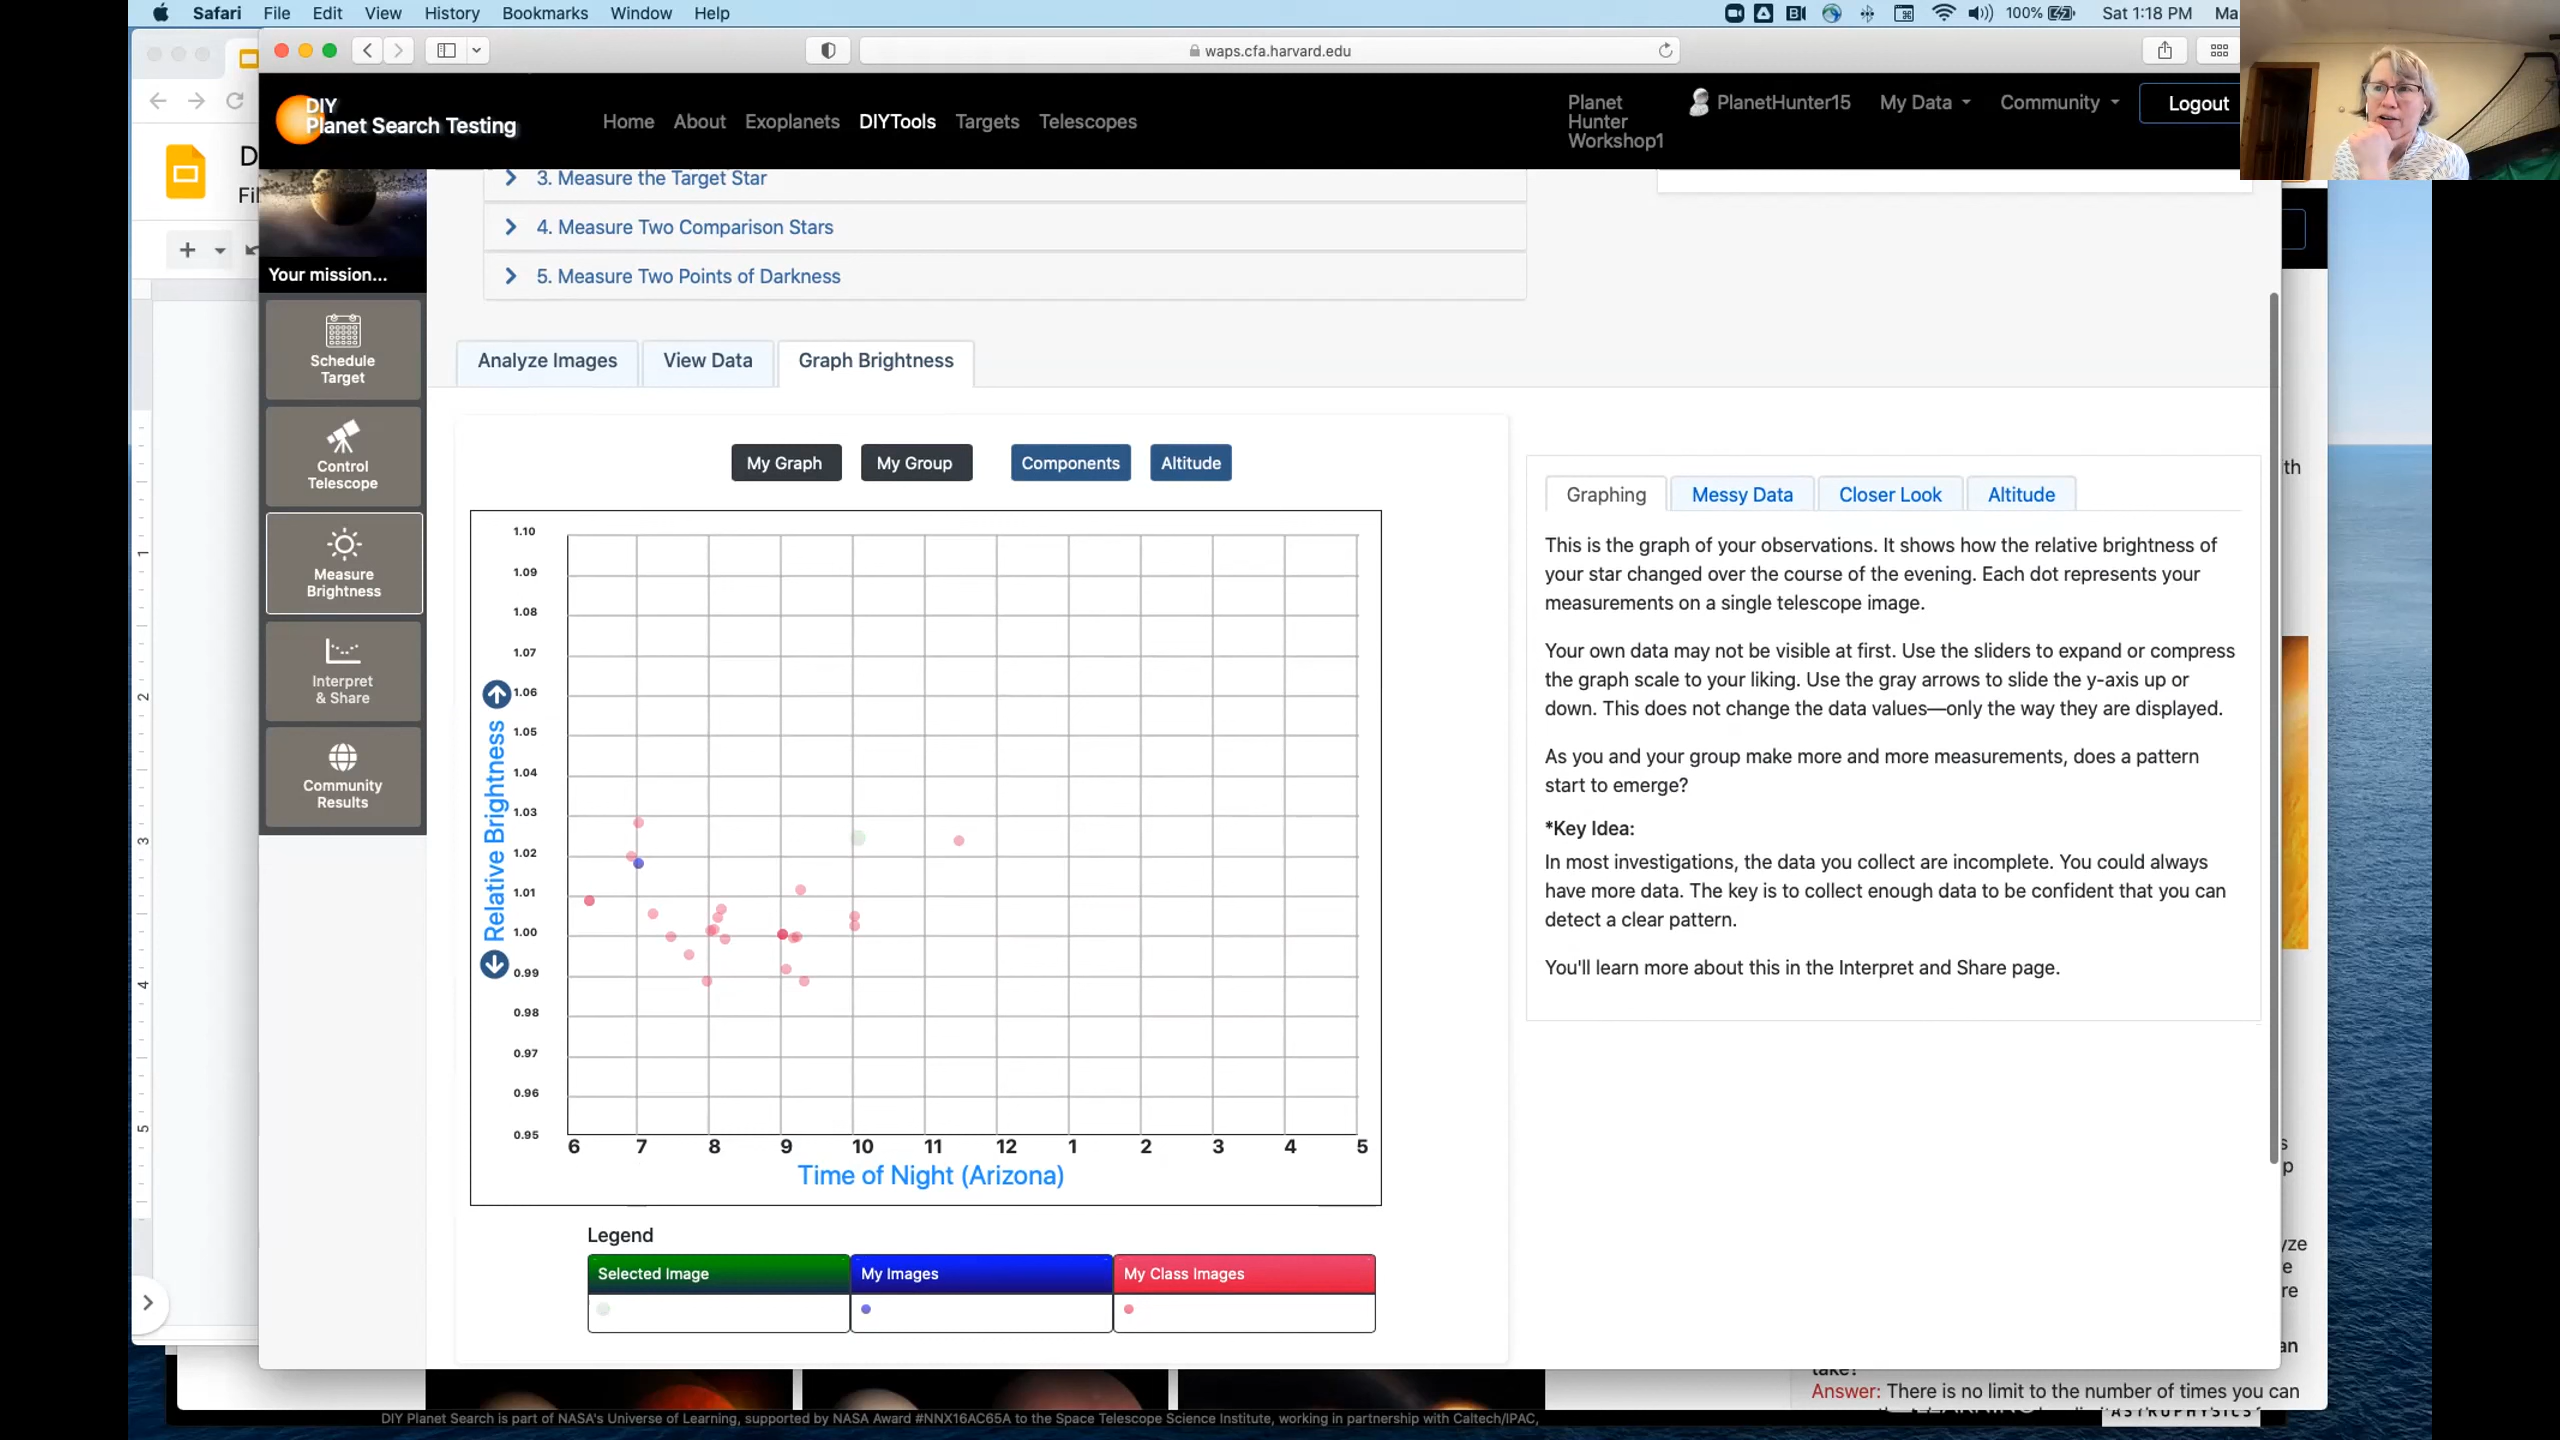 Safari File Edit View History Bookmarks Window Help 100% Sat 1:18 PM Ma
waps.cfa.harvard.edu
DIY
Planet Search Testing
Home About Exoplanets DIYTools Targets Telescopes
Planet
Hunter
Workshop1
PlanetHunter15 My Data Community Logout
D
Fil
3. Measure the Target Star
4. Measure Two Comparison Stars
5. Measure Two Points of Darkness
Your mission...
Schedule
Target
Control
Telescope
Measure
Brightness
Interpret
& Share
Community
Results
1
2
3
4
5
Analyze Images View Data Graph Brightness
My Graph My Group Components Altitude
1.10
1.09
1.08
1.07
1.06
1.05
1.04
1.03
1.02
1.01
1.00
0.99
0.98
0.97
0.96
0.95
Relative Brightness
6 7 8 9 10 11 12 1 2 3 4 5
Time of Night (Arizona)
Legend
Selected Image My Images My Class Images
Graphing Messy Data Closer Look Altitude
This is the graph of your observations. It shows how the relative brightness of
your star changed over the course of the evening. Each dot represents your
measurements on a single telescope image.
Your own data may not be visible at first. Use the sliders to expand or compress
the graph scale to your liking. Use the gray arrows to slide the y-axis up or
down. This does not change the data values—only the way they are displayed.
As you and your group make more and more measurements, does a pattern
start to emerge?
*Key Idea:
In most investigations, the data you collect are incomplete. You could always
have more data. The key is to collect enough data to be confident that you can
detect a clear pattern.
You'll learn more about this in the Interpret and Share page.
th
s
p
yze
e
re
an
take?
Answer: There is no limit to the number of times you can
ASTROPHYSICS
DIY Planet Search is part of NASA's Universe of Learning, supported by NASA Award #NNX16AC65A to the Space Telescope Science Institute, working in partnership with Caltech/IPAC,